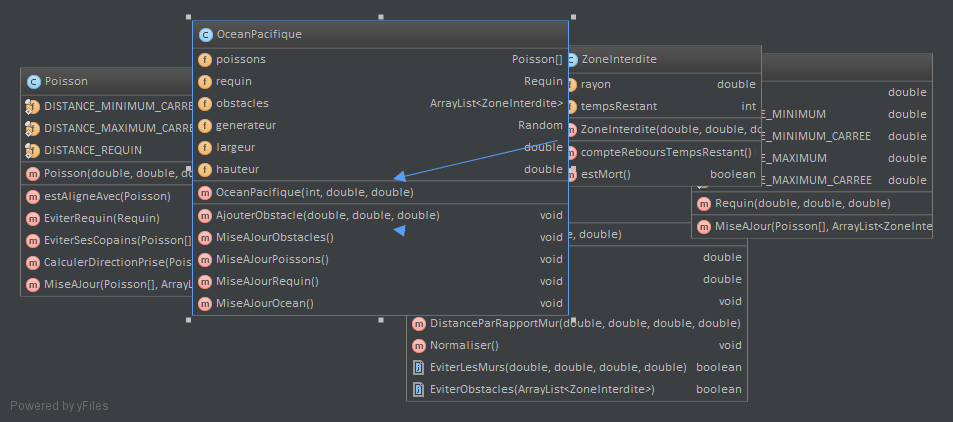 Poisson
DISTANCE_MINIMUM_CARRE
DISTANCE_MAXIMUM_CARRE
DISTANCE_REQUIN
Poisson(double, double, do
estAligneAvec(Poisson)
EviterRequin(Requin)
EviterSesCopains(Poisson[]
CalculerDirectionPrise(Pois
MiseAJour(Poisson[], ArrayL
OceanPacifique
poissons Poisson[]
requin Requin
obstacles ArrayList<ZoneInterdite>
generateur Random
largeur double
hauteur double
OceanPacifique(int, double, double)
AjouterObstacle(double, double, double) void
MiseAJourObstacles() void
MiseAJourPoissons() void
MiseAJourRequin() void
MiseAJourOcean() void
ZoneInterdite
rayon double
tempsRestant int
ZoneInterdite(double, double, do
compteReboursTempsRestant()
estMort() boolean
double
E_MINIMUM double
E_MINIMUM_CARREE double
E_MAXIMUM double
E_MAXIMUM_CARREE double
Requin(double, double, double)
MiseAJour(Poisson[], ArrayList<ZoneInte
ble, double)
double
double
void
DistanceParRapportMur(double, double, double, double)
Normaliser() void
EviterLesMurs(double, double, double, double) boolean
EviterObstacles(ArrayList<ZoneInterdite>) boolean
Powered by yFiles